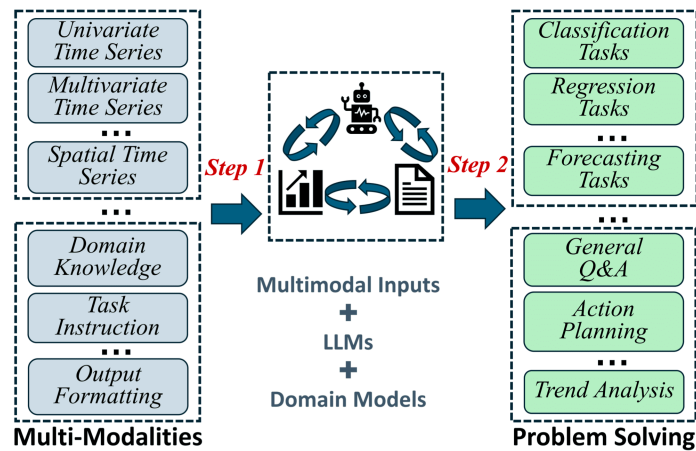 Univariate
Time Series
Multivariate
Time Series
...
Spatial Time
Series
...
Domain
Knowledge
Task
Instruction
...
Output
Formatting
Multi-Modalities
Step 1
Multimodal Inputs
+
LLMs
+
Domain Models
Step 2
Classification
Tasks
Regression
Tasks
...
Forecasting
Tasks
...
General
Q&A
Action
Planning
...
Trend Analysis
Problem Solving